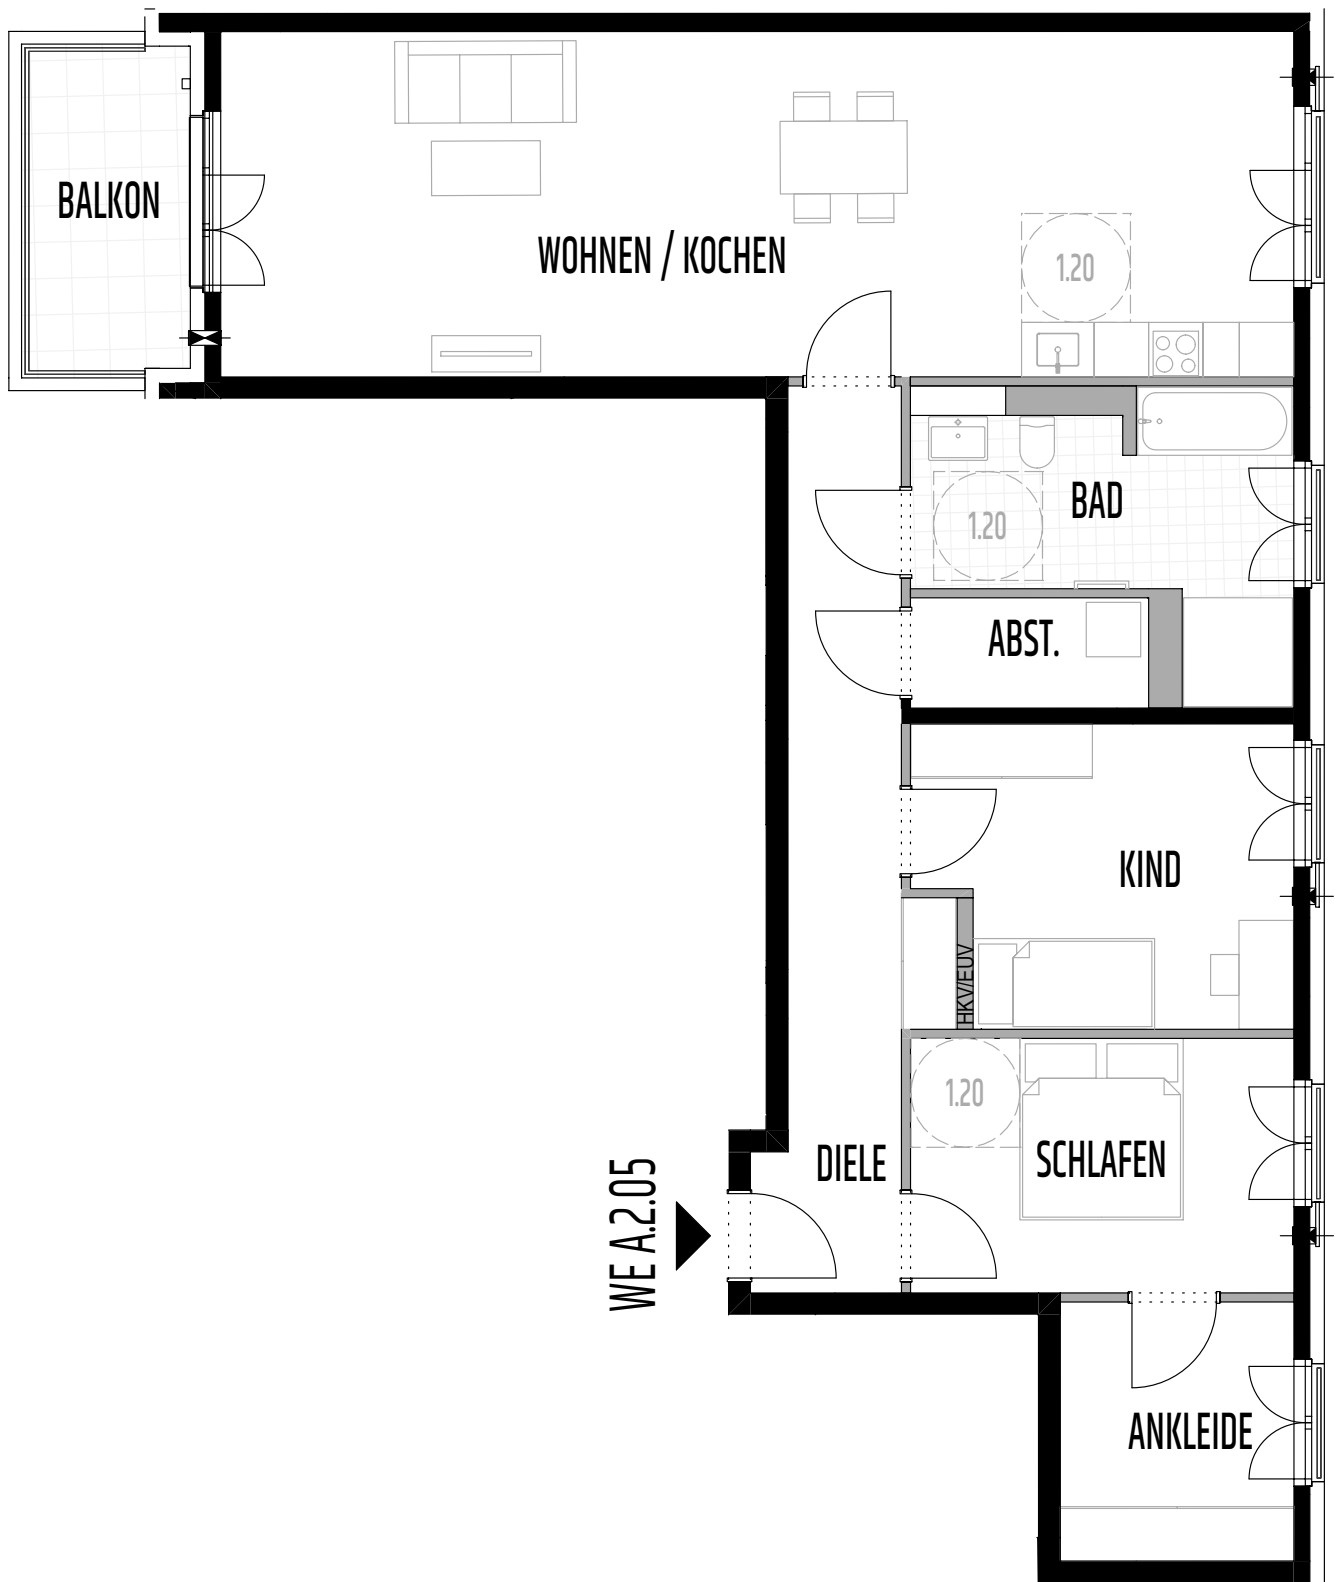 BALKON
WOHNEN / KOCHEN
1.20
BAD
1.20
ABST.
KIND
HKV/EUV
1.20
SCHLAFEN
DIELE
WE A.2.05
ANKLEIDE